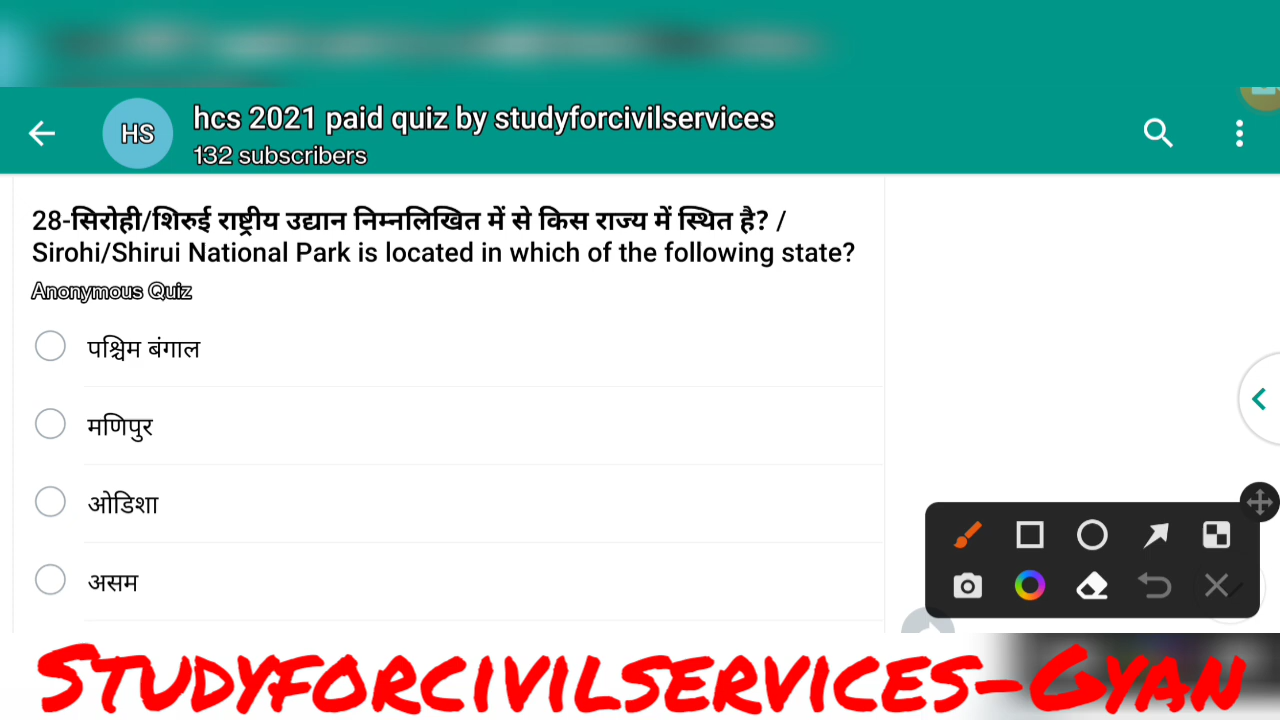 HS
hcs 2021 paid quiz by studyforcivilservices
132 subscribers
28-सिरोही/शिरुई राष्ट्रीय उद्यान निम्नलिखित में से किस राज्य में स्थित है? /
Sirohi/Shirui National Park is located in which of the following state?
Anonymous Quiz
पश्चिम बंगाल
मणिपुर
ओडिशा
असम
STUDYFORCIVILSERVICES-GYAN